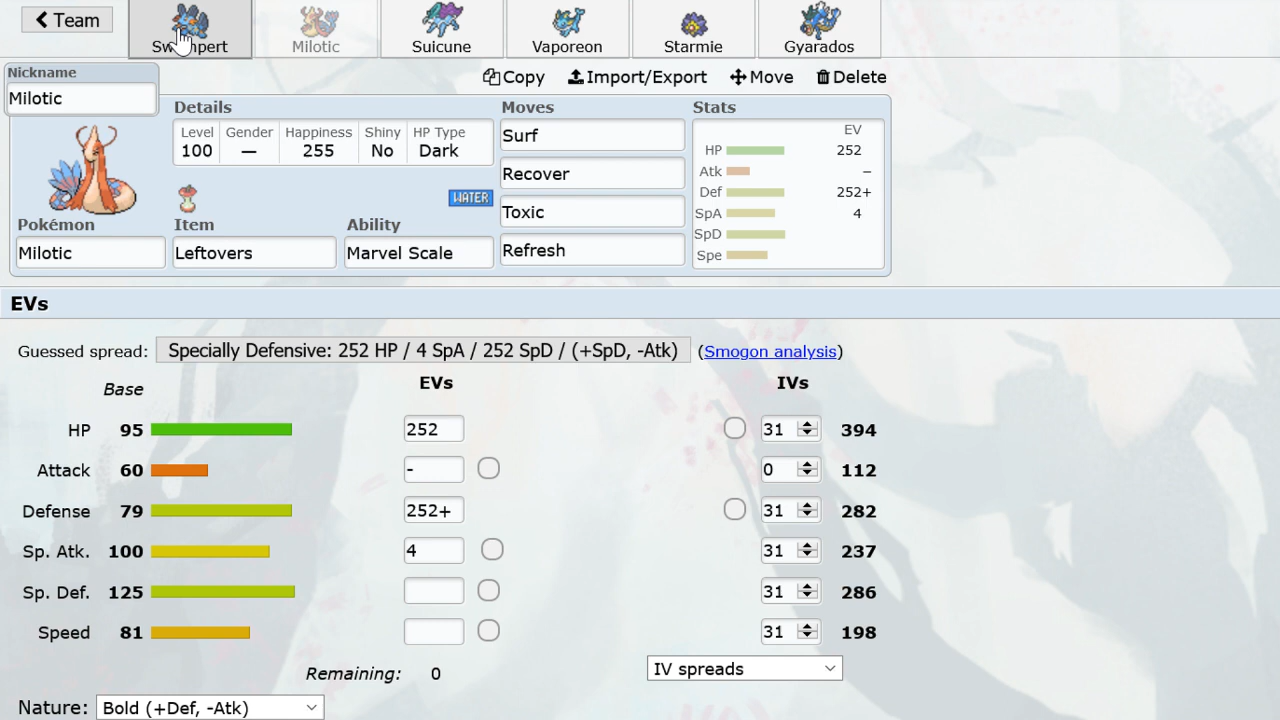 Team
Swampert
Milotic
Suicune
Vaporeon
Starmie
Gyarados
Nickname
Milotic
Copy
Import/Export
Move
Delete
Details
Level
100
Gender
—
Happiness
255
Shiny
No
HP Type
Dark
WATER
Pokémon
Milotic
Item
Leftovers
Ability
Marvel Scale
Moves
Surf
Recover
Toxic
Refresh
Stats
EV
HP 252
Atk –
Def 252+
SpA 4
SpD
Spe
EVs
Guessed spread: Specially Defensive: 252 HP / 4 SpA / 252 SpD / (+SpD, -Atk) (Smogon analysis)
Base EVs IVs
HP 95 252 31 394
Attack 60 - 0 112
Defense 79 252+ 31 282
Sp. Atk. 100 4 31 237
Sp. Def. 125 31 286
Speed 81 31 198
Remaining: 0 IV spreads
Nature: Bold (+Def, -Atk)